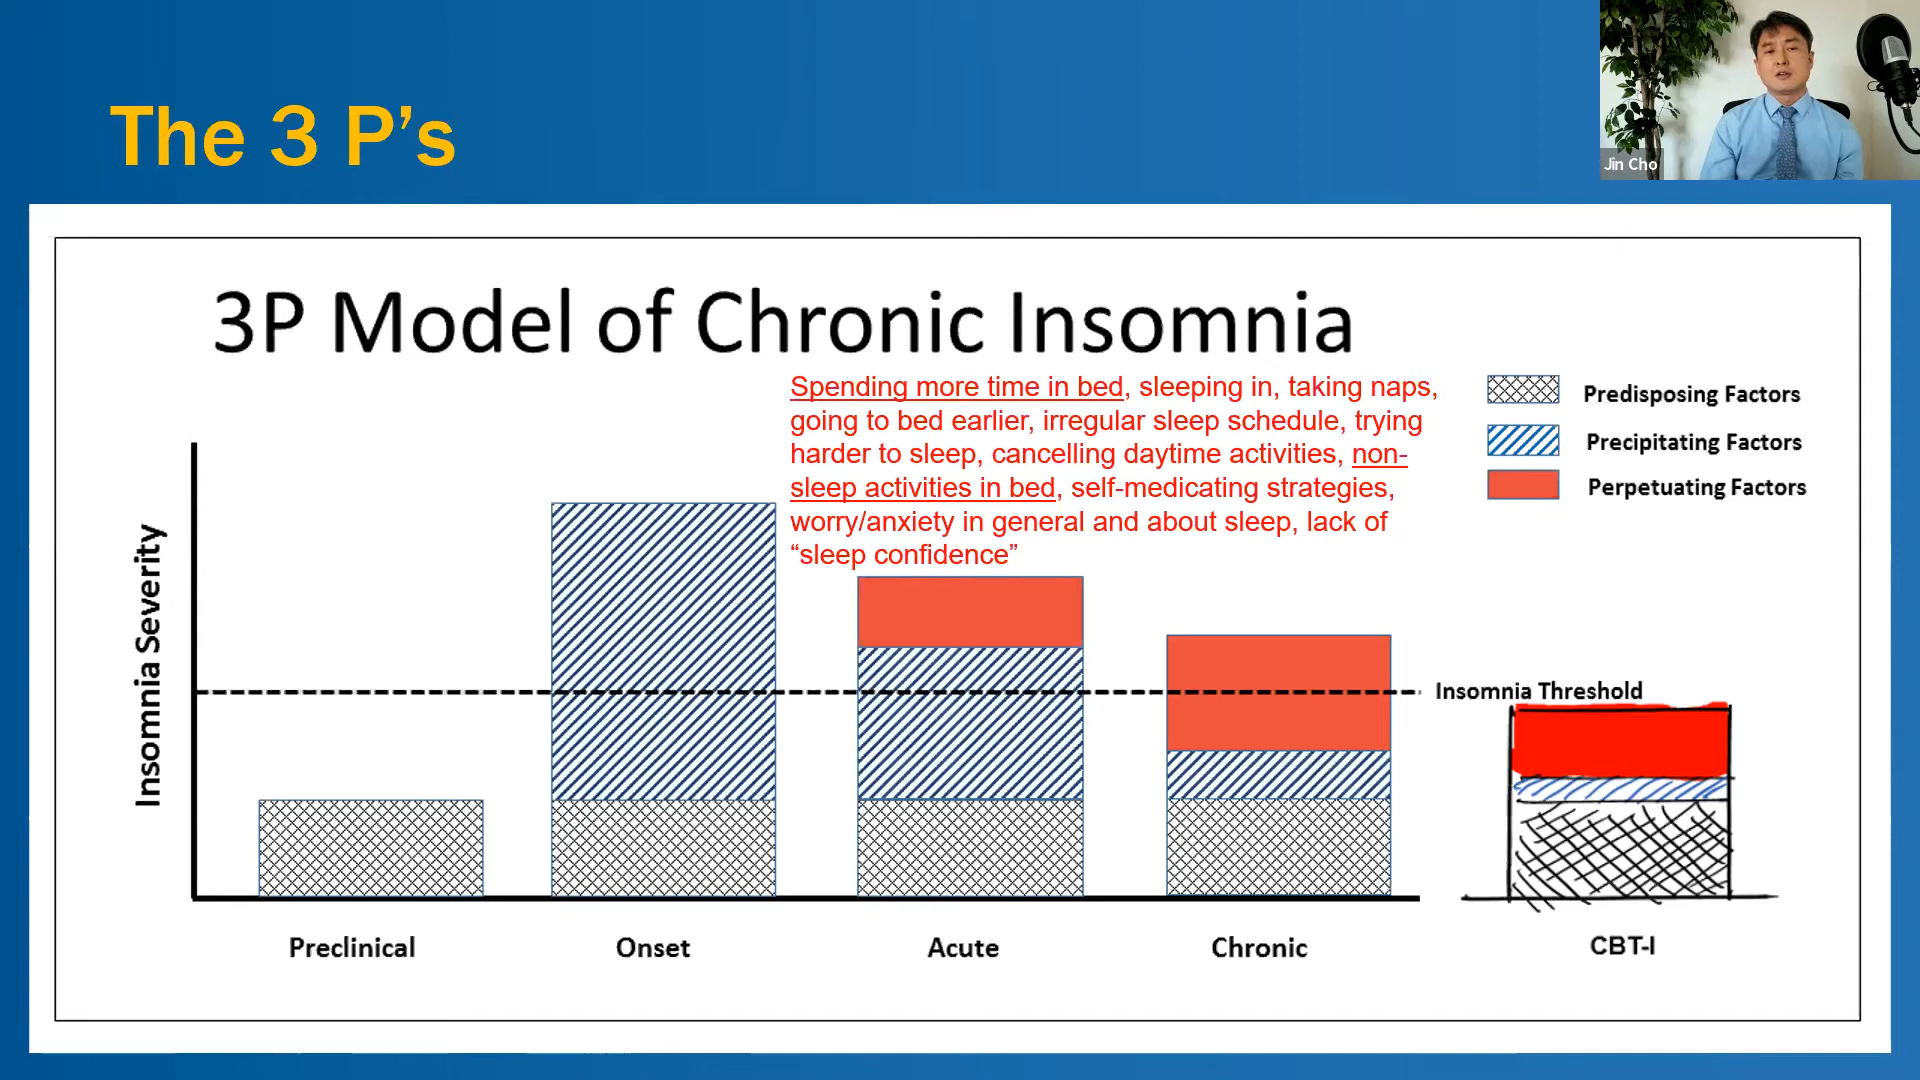 The 3 P’s
Jin Cho
3P Model of Chronic Insomnia
Spending more time in bed, sleeping in, taking naps,
going to bed earlier, irregular sleep schedule, trying
harder to sleep, cancelling daytime activities, non-
sleep activities in bed, self-medicating strategies,
worry/anxiety in general and about sleep, lack of
“sleep confidence”
Predisposing Factors
Precipitating Factors
Perpetuating Factors
Insomnia Severity
Insomnia Threshold
Preclinical
Onset
Acute
Chronic
CBT-I